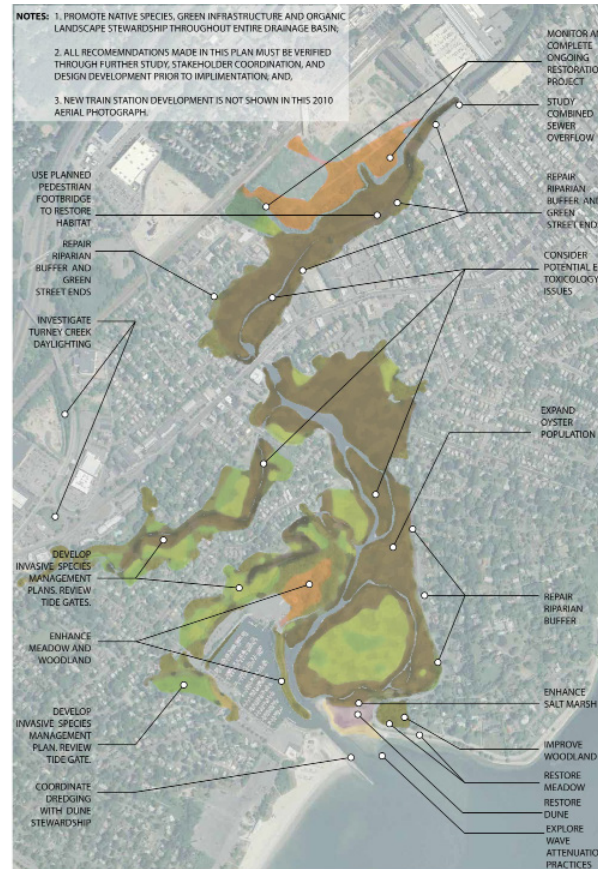 NOTES: 1. PROMOTE NATIVE SPECIES, GREEN INFRASTRUCTURE AND ORGANIC
LANDSCAPE STEWARDSHIP THROUGHOUT ENTIRE DRAINAGE BASIN;
2. ALL RECOMEMNDATIONS MADE IN THIS PLAN MUST BE VERIFIED
THROUGH FURTHER STUDY, STAKEHOLDER COORDINATION, AND
DESIGN DEVELOPMENT PRIOR TO IMPLIMENTATION; AND,
3. NEW TRAIN STATION DEVELOPMENT IS NOT SHOWN IN THIS 2010
AERIAL PHOTOGRAPH.
MONITOR AN
COMPLETE
ONGOING
RESTORATIO
PROJECT
STUDY
COMBINED
SEWER
OVERFLOW
USE PLANNED
PEDESTRIAN
FOOTBRIDGE
TO RESTORE
HABITAT
REPAIR
RIPARIAN
BUFFER AND
GREEN
STREET ENDS
REPAIR
RIPARIAN
BUFFER AND
GREEN
STREET ENDS
CONSIDER
POTENTIAL E
TOXICOLOGY
ISSUES
INVESTIGATE
TURNEY CREEK
DAYLIGHTING
EXPAND
OYSTER
POPULATION
DEVELOP
INVASIVE SPECIES
MANAGEMENT
PLANS. REVIEW
TIDE GATES.
REPAIR
RIPARIAN
BUFFER
ENHANCE
MEADOW AND
WOODLAND
ENHANCE
SALT MARSH
DEVELOP
INVASIVE SPECIES
MANAGEMENT
PLAN. REVIEW
TIDE GATE.
IMPROVE
WOODLAND
RESTORE
MEADOW
COORDINATE
DREDGING
WITH DUNE
STEWARDSHIP
RESTORE
DUNE
EXPLORE
WAVE
ATTENUATIO
PRACTICES